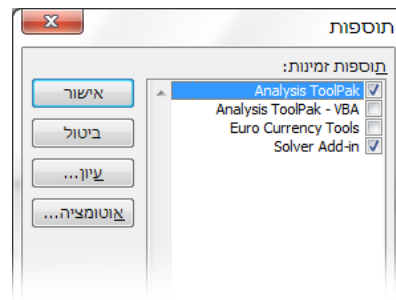 תוספות
תוספות זמינות:
Analysis ToolPak
Analysis ToolPak - VBA
Euro Currency Tools
Solver Add-in
אישור
ביטול
עיון...
אוטומציה...